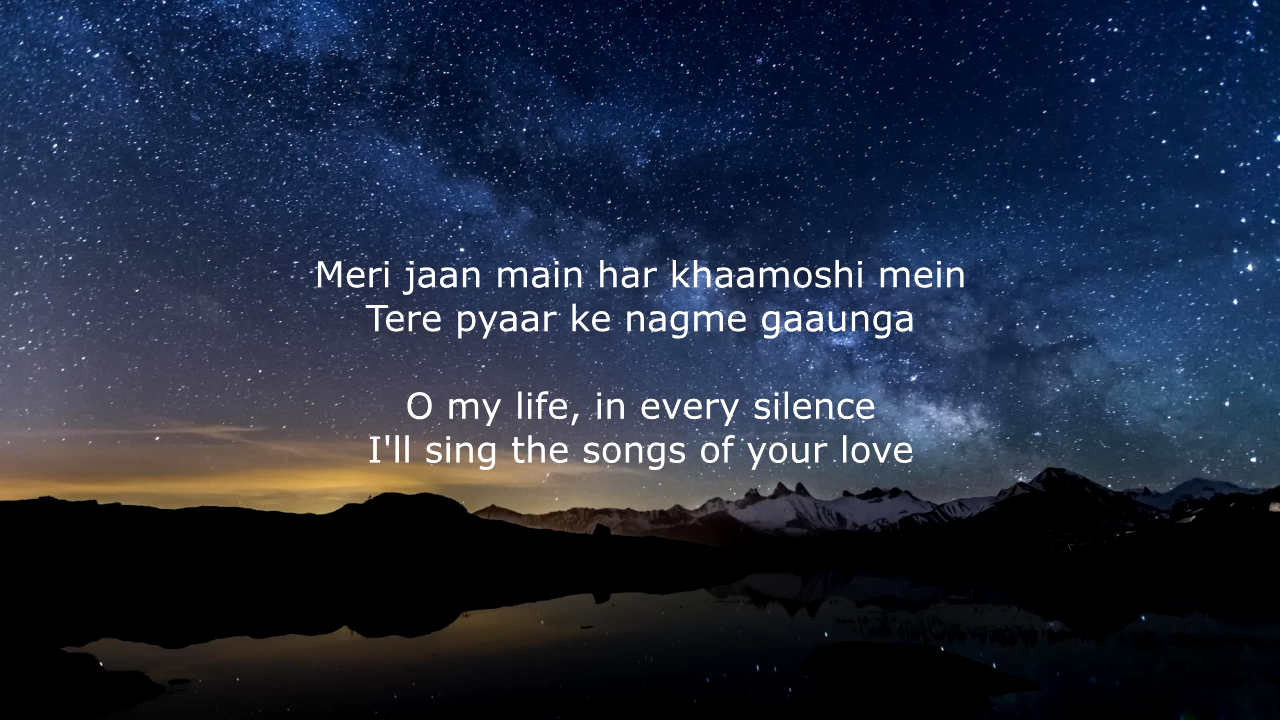 Meri jaan main har khaamoshi mein
Tere pyaar ke nagme gaaunga
O my life, in every silence
I'll sing the songs of your love